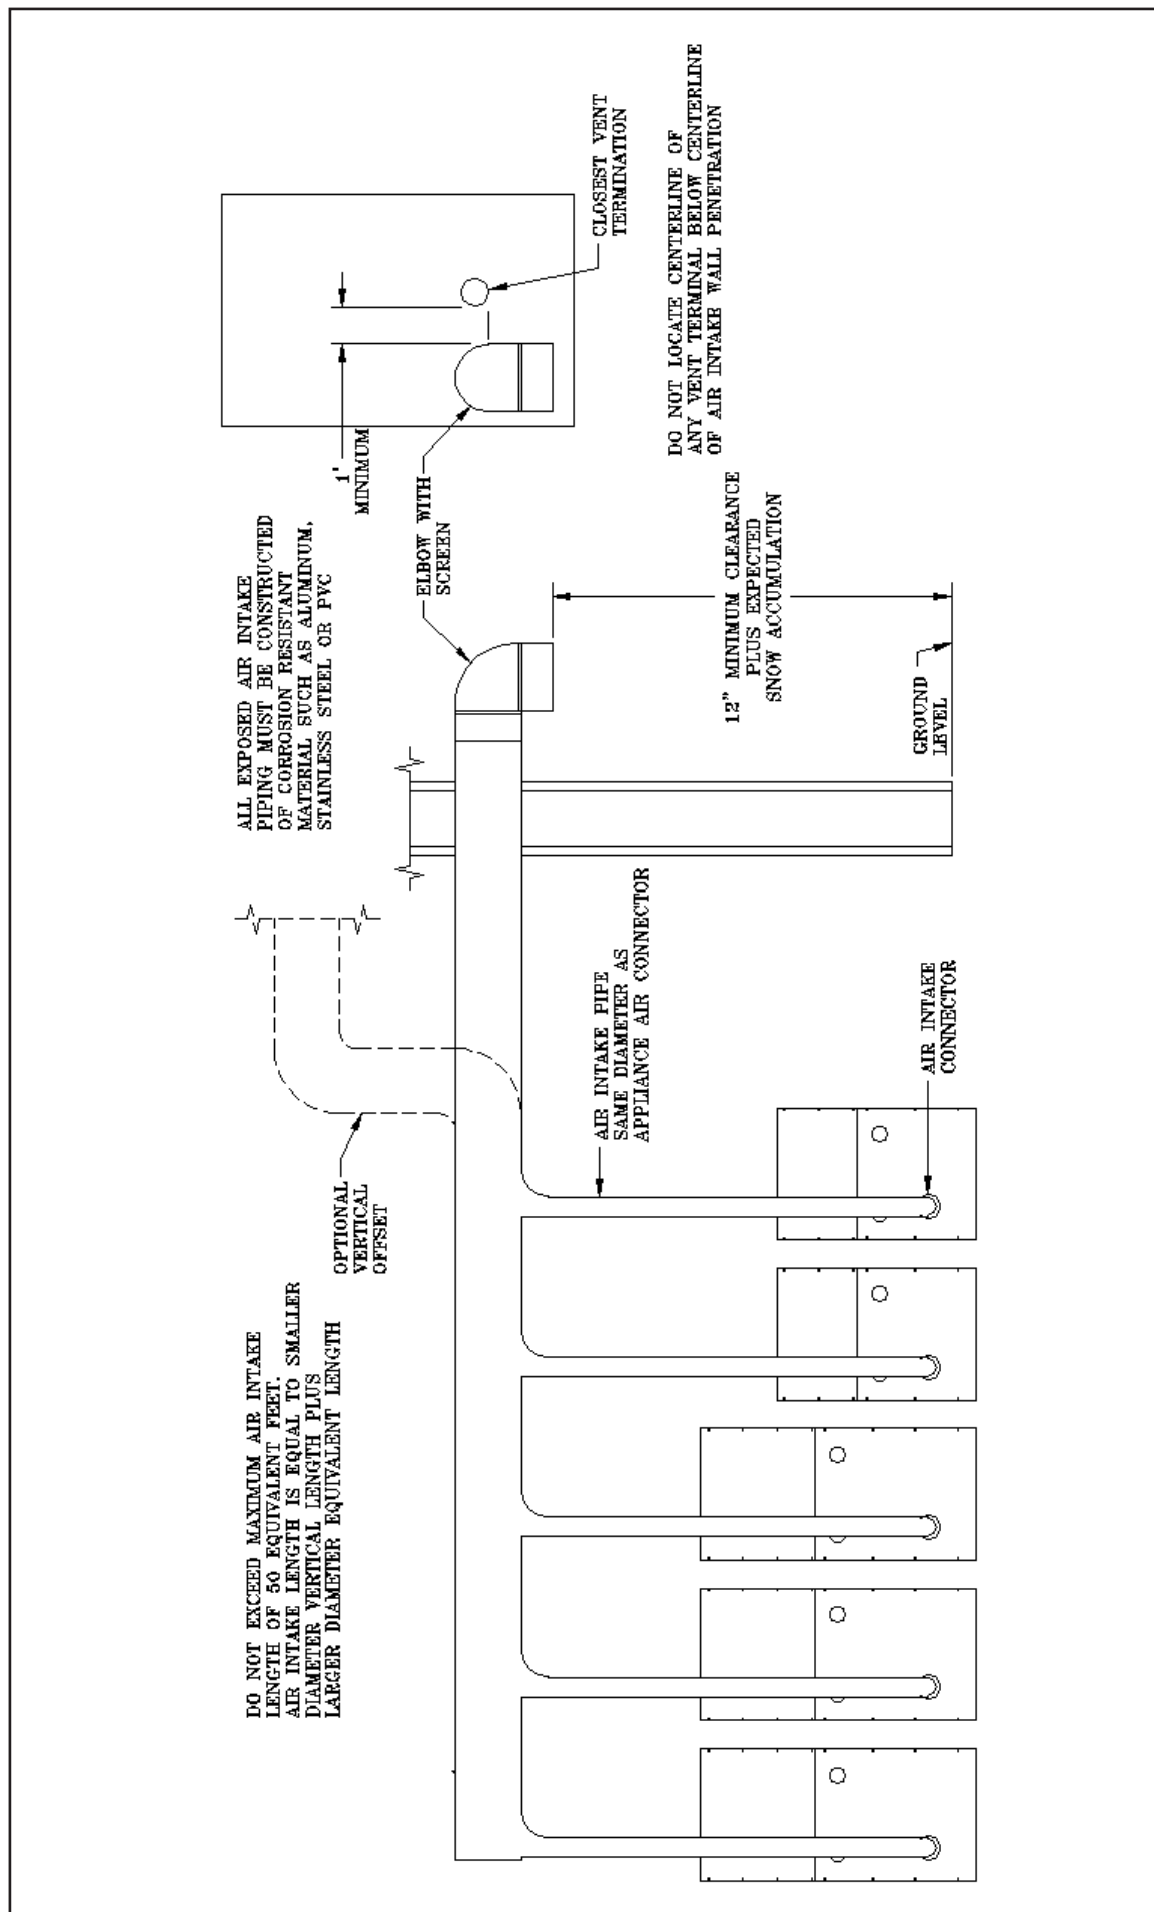 DO NOT EXCEED MAXIMUM AIR INTAKE
LENGTH OF 50 EQUIVALENT FEET.
AIR INTAKE LENGTH IS EQUAL TO SMALLER
DIAMETER VERTICAL LENGTH PLUS
LARGER DIAMETER EQUIVALENT LENGTH
OPTIONAL
VERTICAL
OFFSET
ALL EXPOSED AIR INTAKE
PIPING MUST BE CONSTRUCTED
OF CORROSION RESISTANT
MATERIAL SUCH AS ALUMINUM,
STAINLESS STEEL OR PVC
1'
MINIMUM
ELBOW WITH
SCREEN
CLOSEST VENT
TERMINATION
DO NOT LOCATE CENTERLINE OF
ANY VENT TERMINAL BELOW CENTERLINE
OF AIR INTAKE WALL PENETRATION
AIR INTAKE PIPE
SAME DIAMETER AS
APPLIANCE AIR CONNECTOR
12" MINIMUM CLEARANCE
PLUS EXPECTED
SNOW ACCUMULATION
GROUND
LEVEL
AIR INTAKE
CONNECTOR